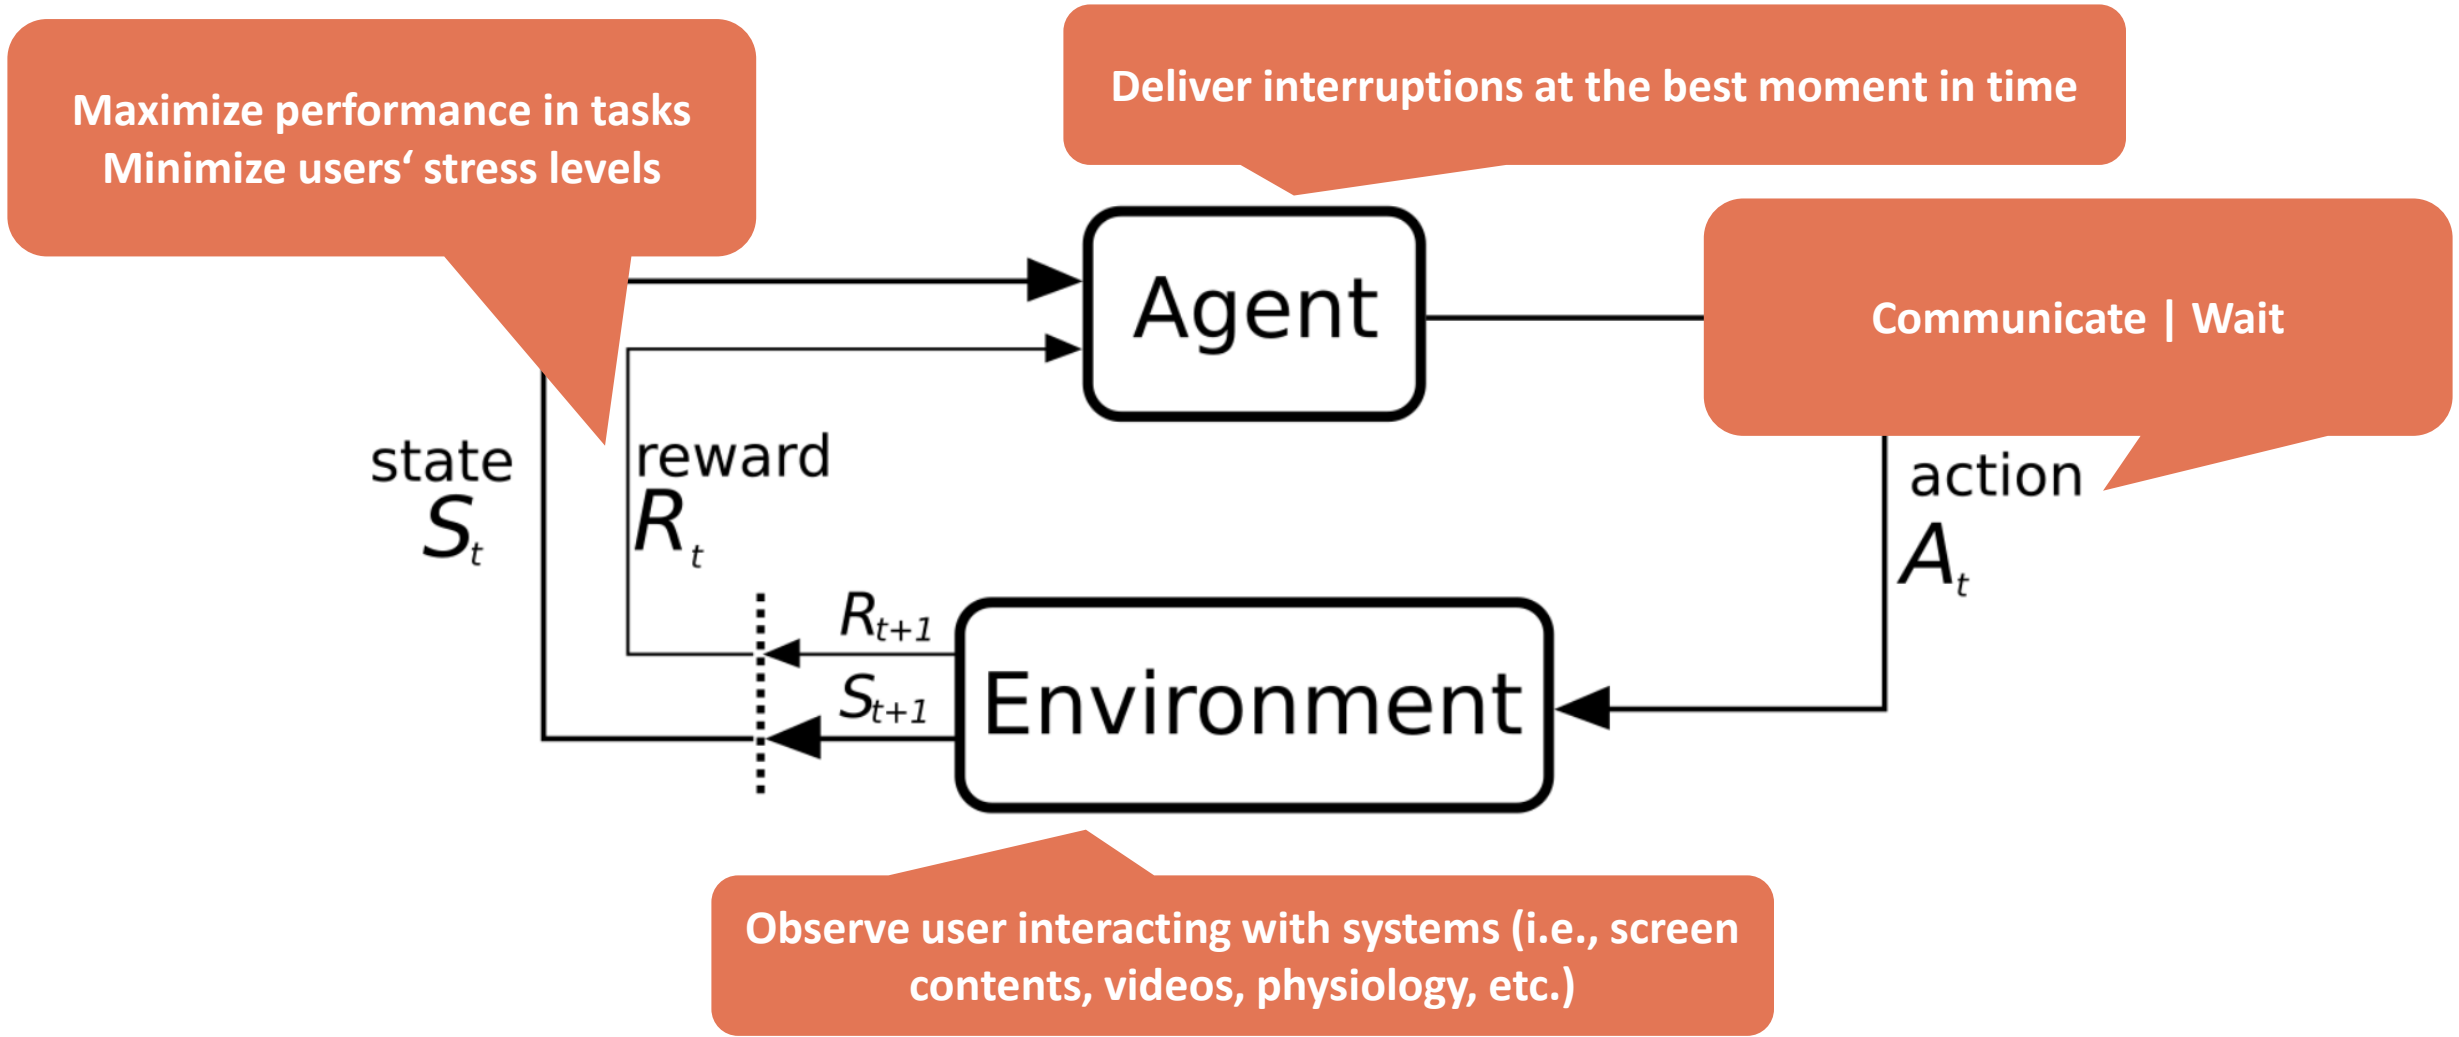 Maximize performance in tasks
Minimize users‘ stress levels
Deliver interruptions at the best moment in time
Agent
Communicate | Wait
state
S_t
reward
R_t
action
A_t
R_{t+1}
S_{t+1}
Environment
Observe user interacting with systems (i.e., screen
contents, videos, physiology, etc.)